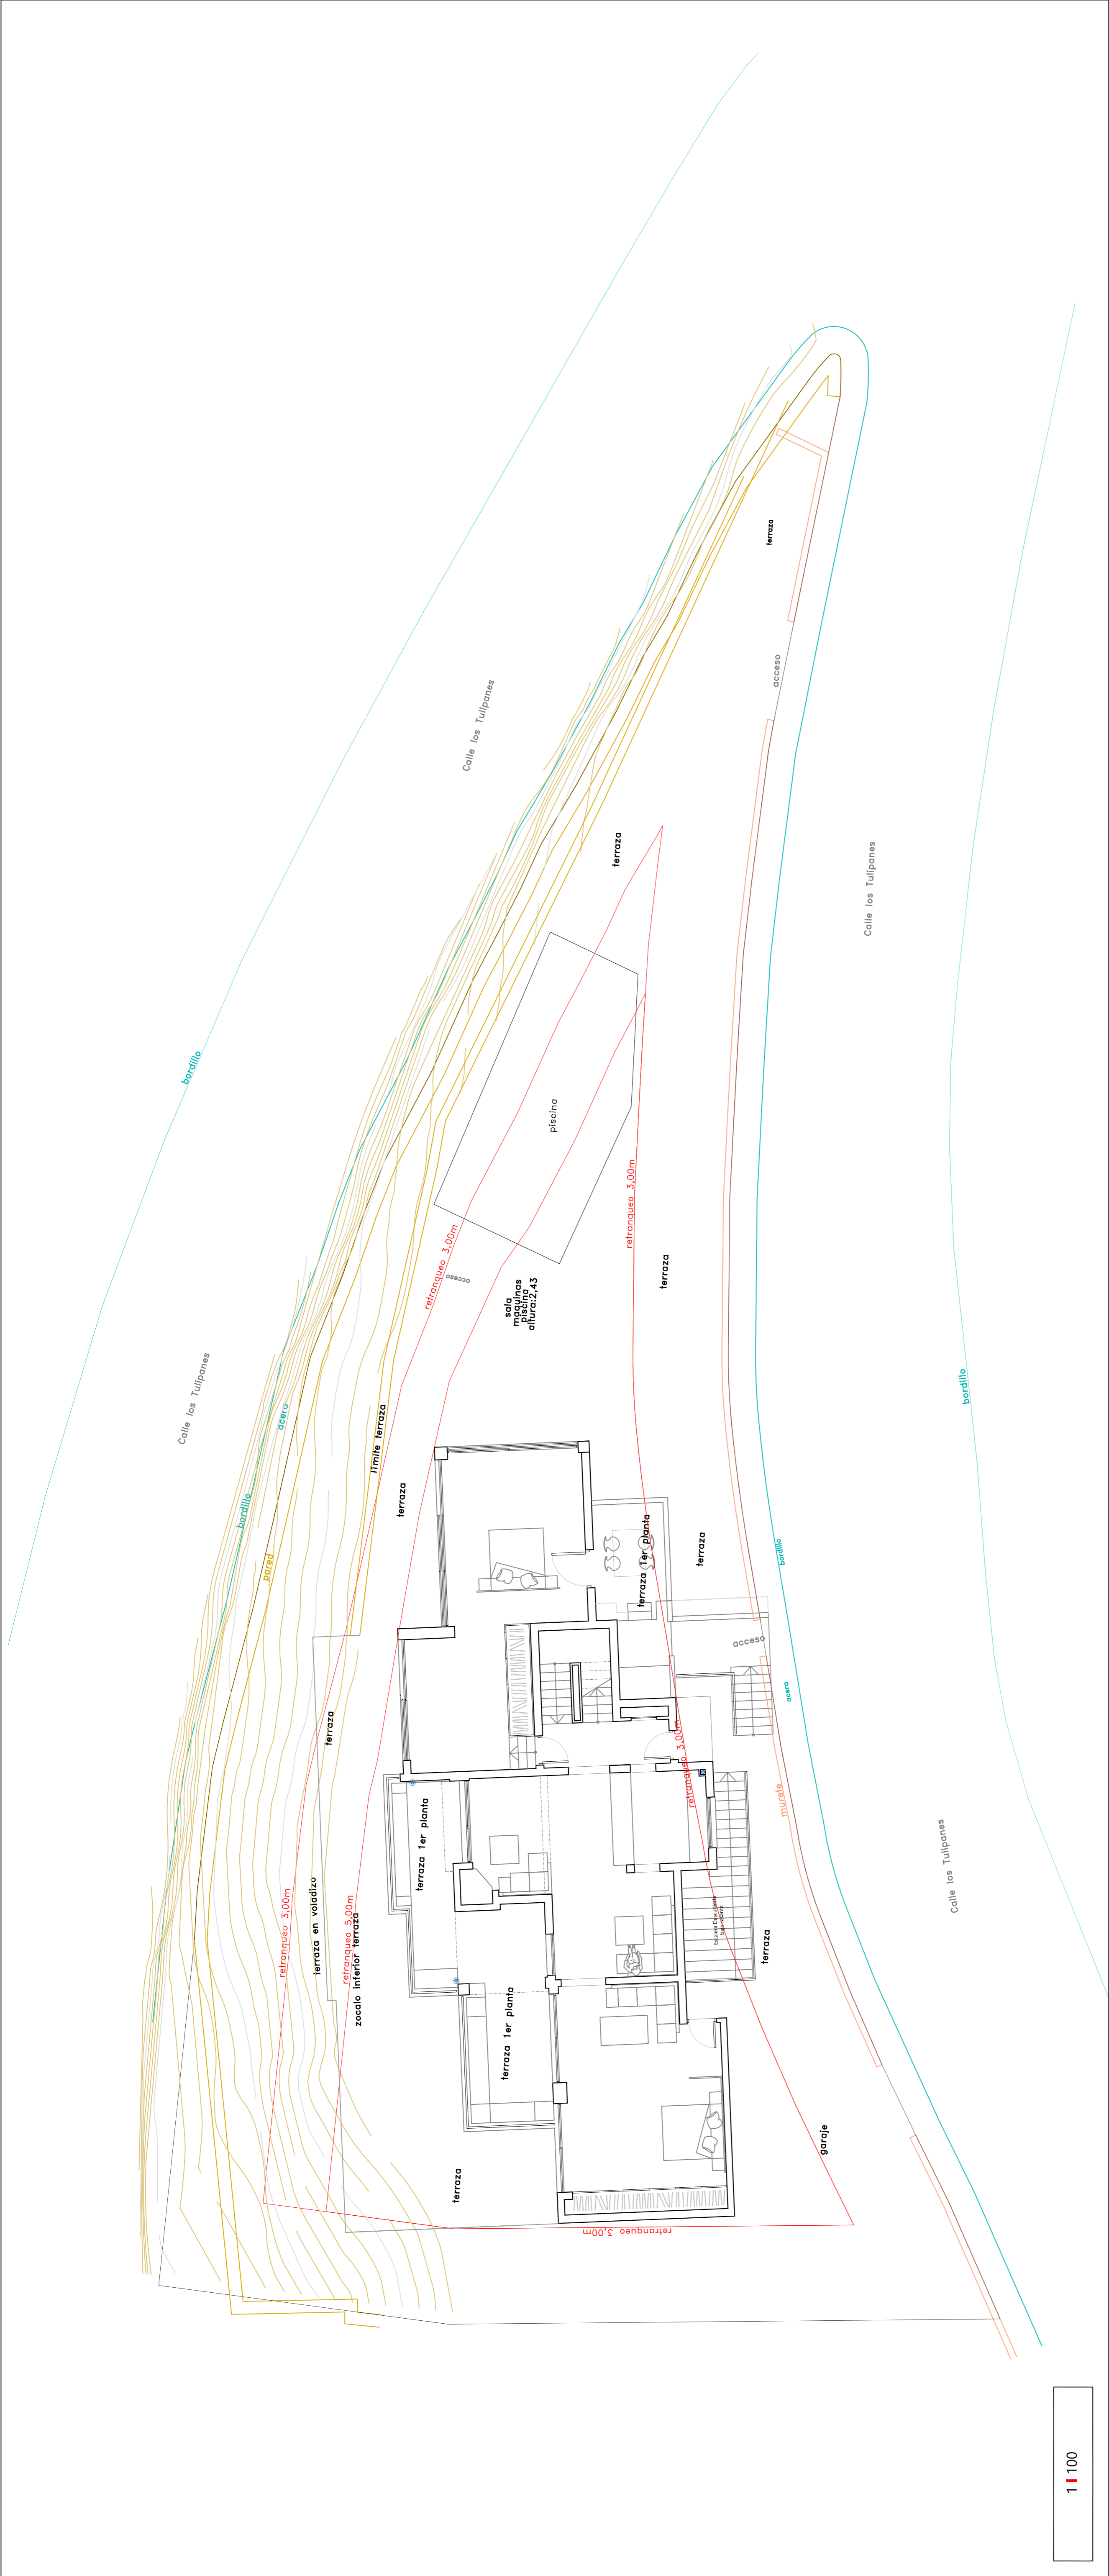 terraza
acceso
Calle los Tulipanes
terraza
Calle los Tulipanes
bordillo
piscina
retranqueo 3,00m
retranqueo 3,00m
acceso
terraza
sala
maquinas
piscina
altura:2,43
Calle los Tulipanes
bordillo
acera
límite terraza
terraza
bordillo
pared
terraza 1er planta
terraza
bordillo
acceso
acera
terraza
retranqueo 3,00m
murete
terraza 1er planta
Calle los Tulipanes
retranqueo 3,00m
terraza en voladizo
retranqueo 5,00m
zocalo inferior terraza
Escalera Descendente
terraza
terraza 1er planta
garaje
terraza
retranqueo 3,00m
1 100